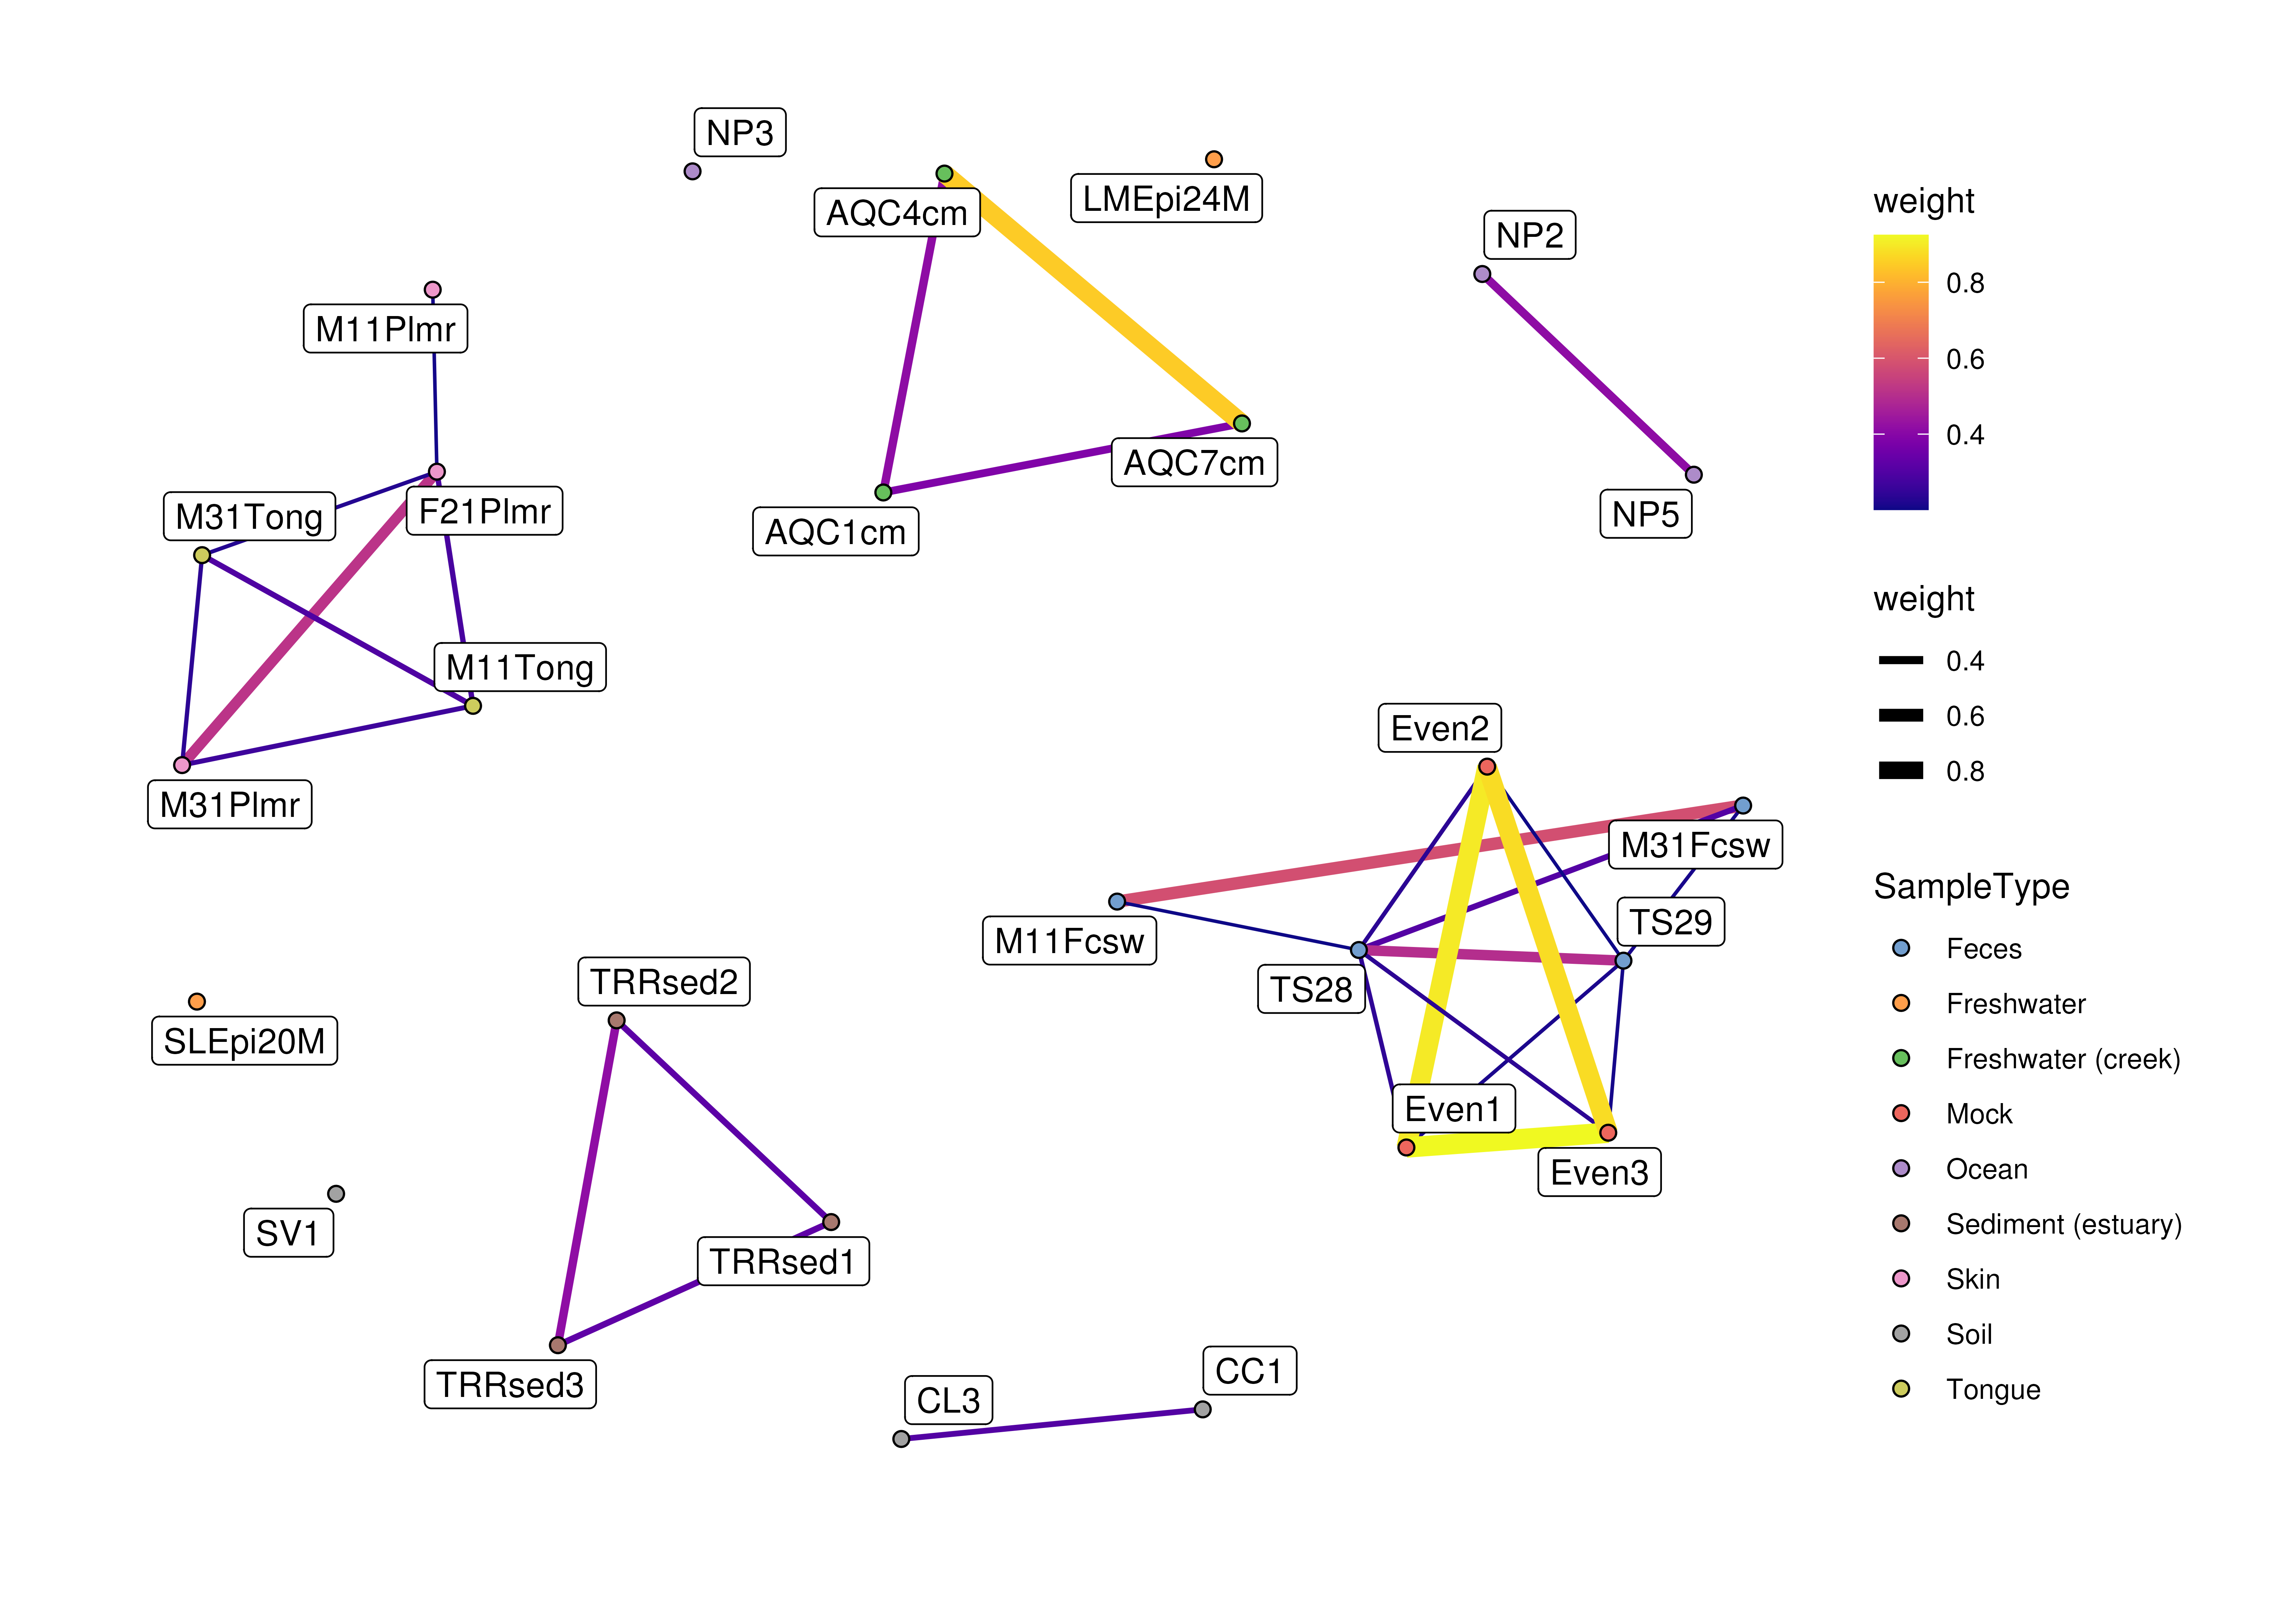 NP3
AQC4cm
LMEpi24M
NP2
M11Plmr
AQC7cm
M31Tong
F21Plmr
NP5
AQC1cm
M11Tong
Even2
M31Plmr
M31Fcsw
TS29
M11Fcsw
TS28
TRRsed2
SLEpi20M
Even1
Even3
SV1
TRRsed1
TRRsed3
CC1
CL3
weight
0.8
0.6
0.4
weight
0.4
0.6
0.8
SampleType
Feces
Freshwater
Freshwater (creek)
Mock
Ocean
Sediment (estuary)
Skin
Soil
Tongue